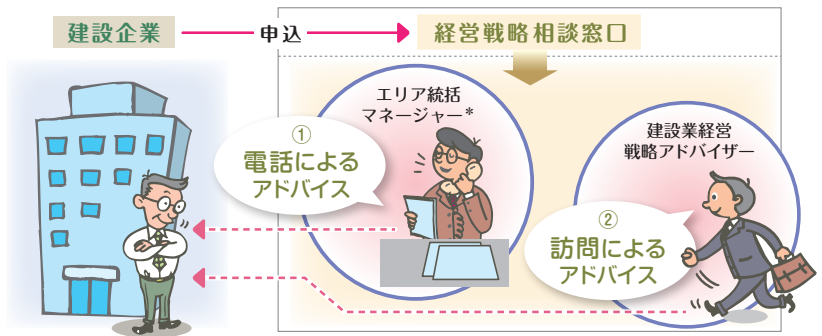 建設企業
申込
経営戦略相談窓口
エリア統括
マネージャー*
①
電話による
アドバイス
建設業経営
戦略アドバイザー
②
訪問による
アドバイス